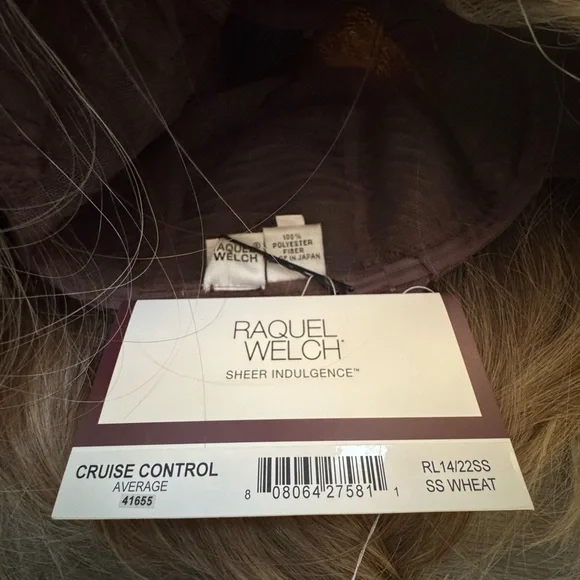 AQUEL®
WELCH
100%
POLYESTER
FIBER
IN JAPAN
RAQUEL
WELCH®
SHEER INDULGENCE™
CRUISE CONTROL
AVERAGE
41655
8 08064 27581 1
RL14/22SS
SS WHEAT